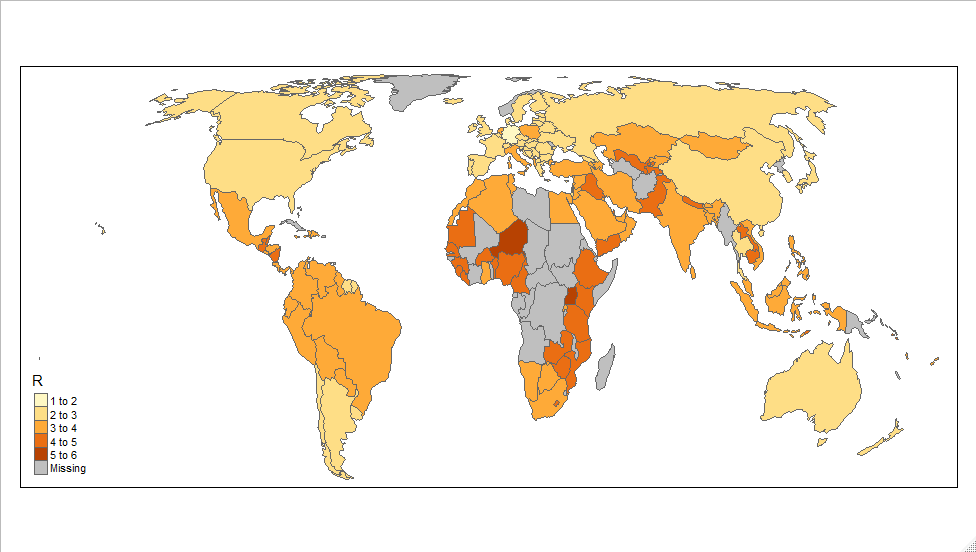 R
1 to 2
2 to 3
3 to 4
4 to 5
5 to 6
Missing